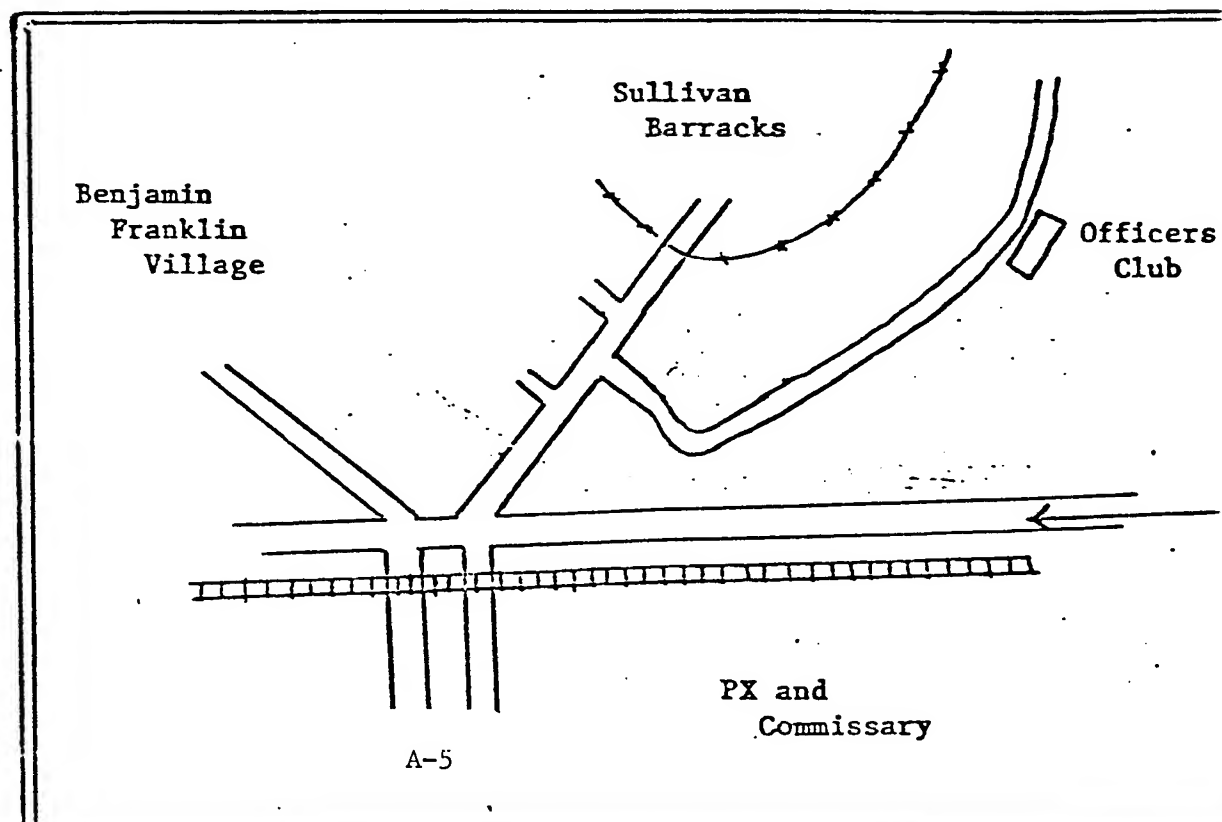 Sullivan
Barracks
Benjamin
Franklin
Village
Officers
Club
PX and
Commissary
A-5